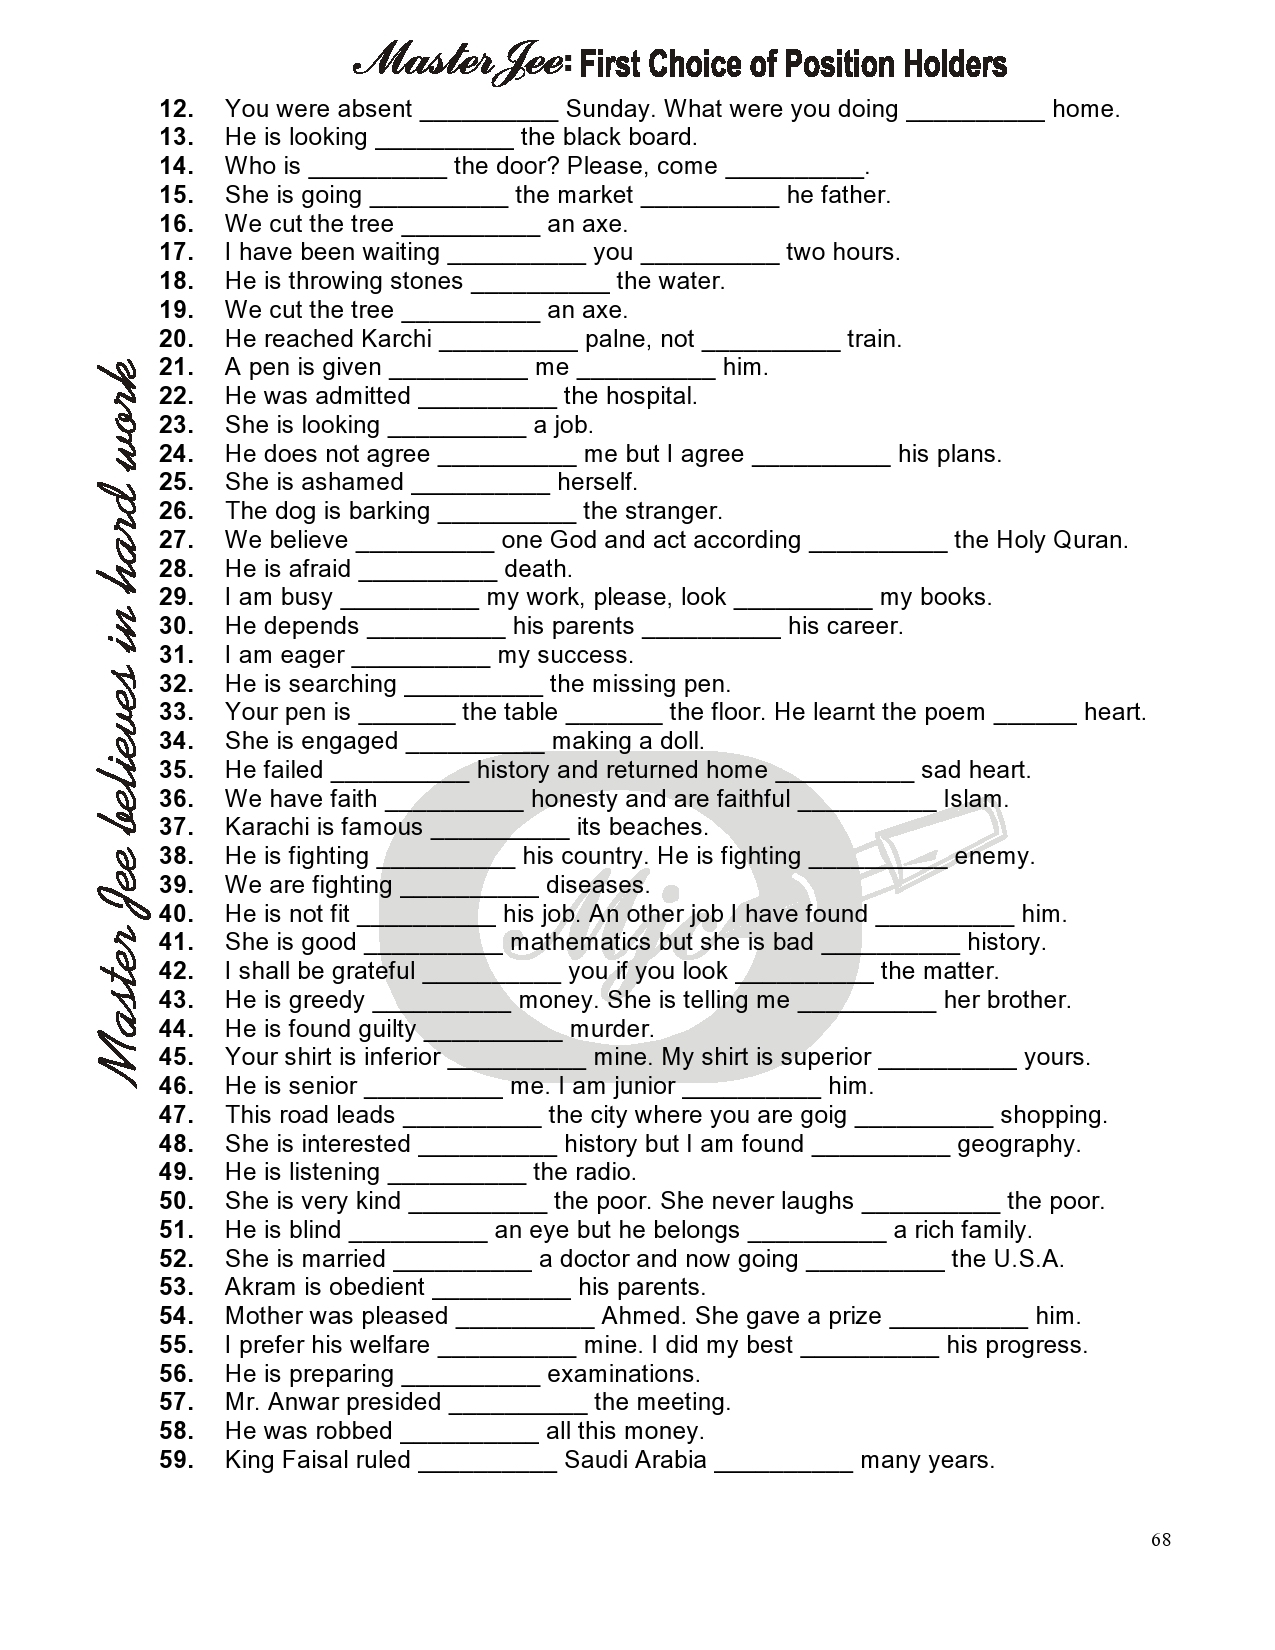 Master Jee: First Choice of Position Holders
12. You were absent __________ Sunday. What were you doing __________ home.
13. He is looking __________ the black board.
14. Who is __________ the door? Please, come __________.
15. She is going __________ the market __________ he father.
16. We cut the tree __________ an axe.
17. I have been waiting __________ you __________ two hours.
18. He is throwing stones __________ the water.
19. We cut the tree __________ an axe.
20. He reached Karchi __________ palne, not __________ train.
21. A pen is given __________ me __________ him.
22. He was admitted __________ the hospital.
23. She is looking __________ a job.
24. He does not agree __________ me but I agree __________ his plans.
25. She is ashamed __________ herself.
26. The dog is barking __________ the stranger.
27. We believe __________ one God and act according __________ the Holy Quran.
28. He is afraid __________ death.
29. I am busy __________ my work, please, look __________ my books.
30. He depends __________ his parents __________ his career.
31. I am eager __________ my success.
32. He is searching __________ the missing pen.
33. Your pen is _______ the table _______ the floor. He learnt the poem ______ heart.
34. She is engaged __________ making a doll.
35. He failed __________ history and returned home __________ sad heart.
36. We have faith __________ honesty and are faithful __________ Islam.
37. Karachi is famous __________ its beaches.
38. He is fighting __________ his country. He is fighting __________ enemy.
39. We are fighting __________ diseases.
40. He is not fit __________ his job. An other job I have found __________ him.
41. She is good __________ mathematics but she is bad __________ history.
42. I shall be grateful __________ you if you look __________ the matter.
43. He is greedy __________ money. She is telling me __________ her brother.
44. He is found guilty __________ murder.
45. Your shirt is inferior __________ mine. My shirt is superior __________ yours.
46. He is senior __________ me. I am junior __________ him.
47. This road leads __________ the city where you are goig __________ shopping.
48. She is interested __________ history but I am found __________ geography.
49. He is listening __________ the radio.
50. She is very kind __________ the poor. She never laughs __________ the poor.
51. He is blind __________ an eye but he belongs __________ a rich family.
52. She is married __________ a doctor and now going __________ the U.S.A.
53. Akram is obedient __________ his parents.
54. Mother was pleased __________ Ahmed. She gave a prize __________ him.
55. I prefer his welfare __________ mine. I did my best __________ his progress.
56. He is preparing __________ examinations.
57. Mr. Anwar presided __________ the meeting.
58. He was robbed __________ all this money.
59. King Faisal ruled __________ Saudi Arabia __________ many years.
Master Jee believes in hard work
Mjc
68